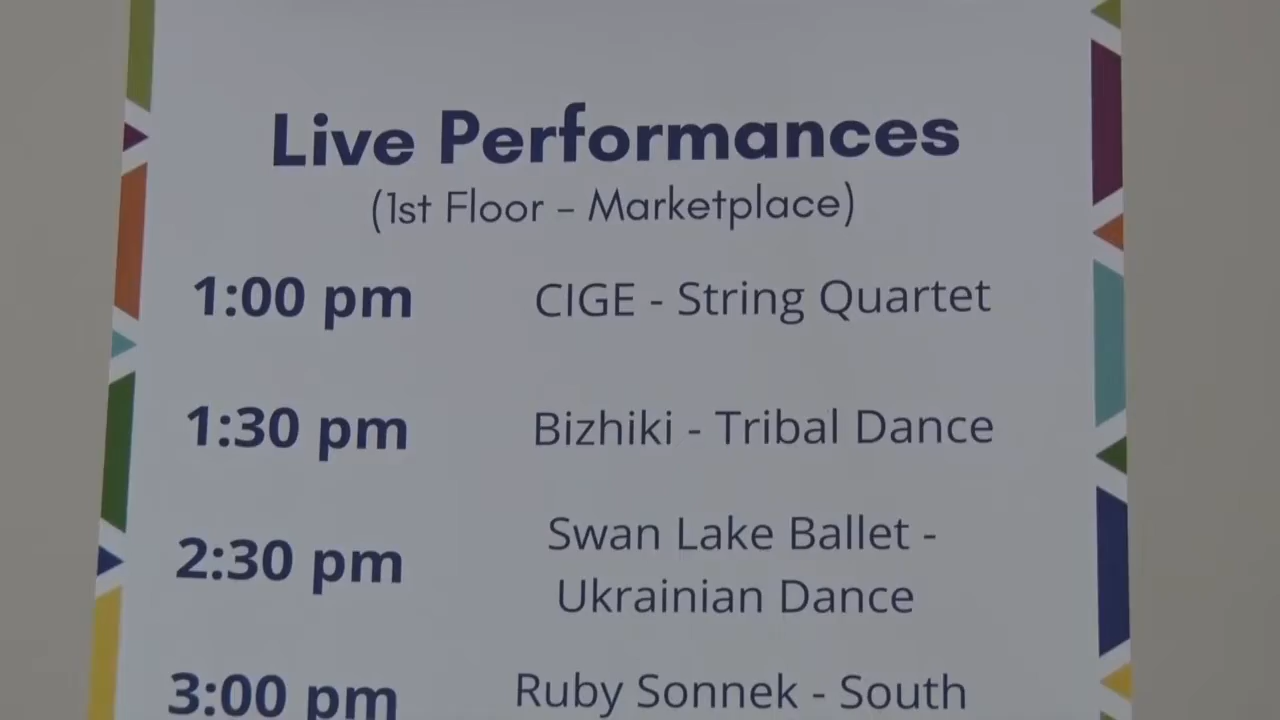 Live Performances
(1st Floor – Marketplace)
1:00 pm CIGE - String Quartet
1:30 pm Bizhiki - Tribal Dance
2:30 pm Swan Lake Ballet -
Ukrainian Dance
3:00 pm Ruby Sonnek - South